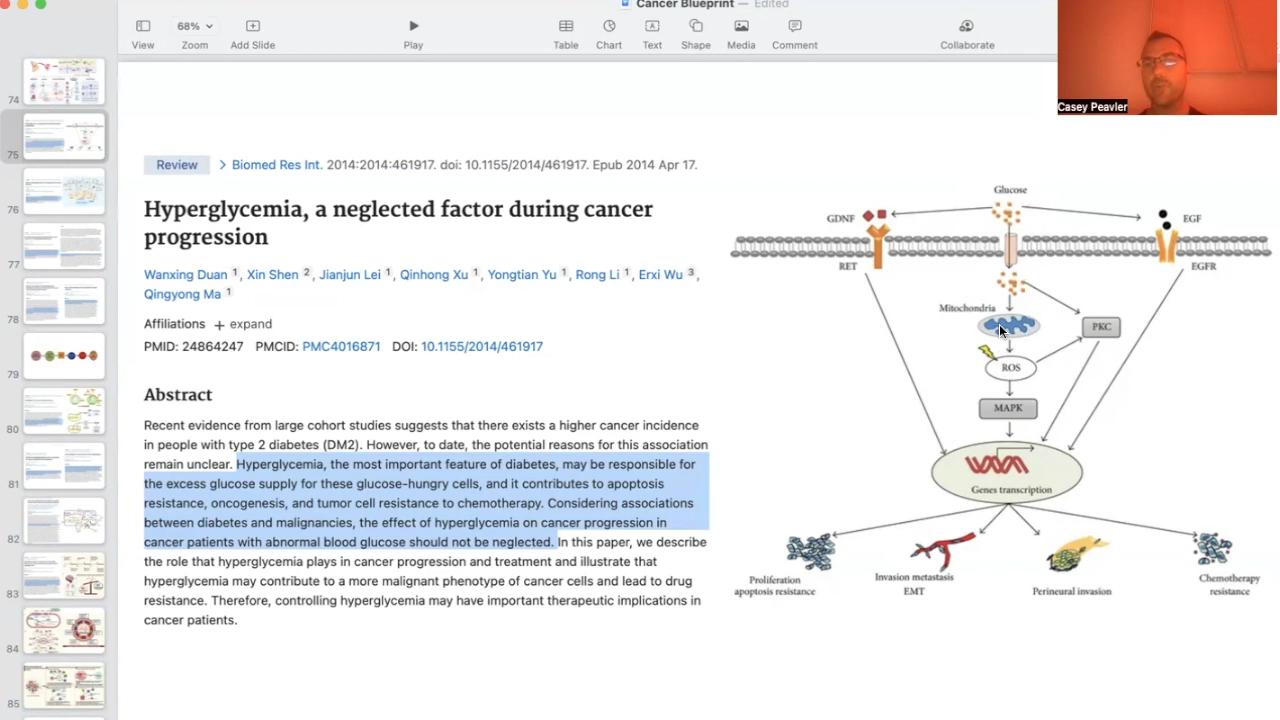 Cancer Blueprint — Edited
68%
View
Zoom
Add Slide
Play
Table
Chart
Text
Shape
Media
Comment
Collaborate
Casey Peavler
74
75
76
77
78
79
80
81
82
83
84
85
Review
Biomed Res Int. 2014:2014:461917. doi: 10.1155/2014/461917. Epub 2014 Apr 17.
Hyperglycemia, a neglected factor during cancer
progression
Wanxing Duan 1, Xin Shen 2, Jianjun Lei 1, Qinhong Xu 1, Yongtian Yu 1, Rong Li 1, Erxi Wu 3,
Qingyong Ma 1
Affiliations + expand
PMID: 24864247 PMCID: PMC4016871 DOI: 10.1155/2014/461917
Abstract
Recent evidence from large cohort studies suggests that there exists a higher cancer incidence
in people with type 2 diabetes (DM2). However, to date, the potential reasons for this association
remain unclear. Hyperglycemia, the most important feature of diabetes, may be responsible for
the excess glucose supply for these glucose-hungry cells, and it contributes to apoptosis
resistance, oncogenesis, and tumor cell resistance to chemotherapy. Considering associations
between diabetes and malignancies, the effect of hyperglycemia on cancer progression in
cancer patients with abnormal blood glucose should not be neglected. In this paper, we describe
the role that hyperglycemia plays in cancer progression and treatment and illustrate that
hyperglycemia may contribute to a more malignant phenotype of cancer cells and lead to drug
resistance. Therefore, controlling hyperglycemia may have important therapeutic implications in
cancer patients.
Glucose
GDNF
EGF
RET
EGFR
Mitochondria
PKC
ROS
MAPK
Genes transcription
Proliferation
apoptosis resistance
Invasion metastasis
EMT
Perineural invasion
Chemotherapy
resistance